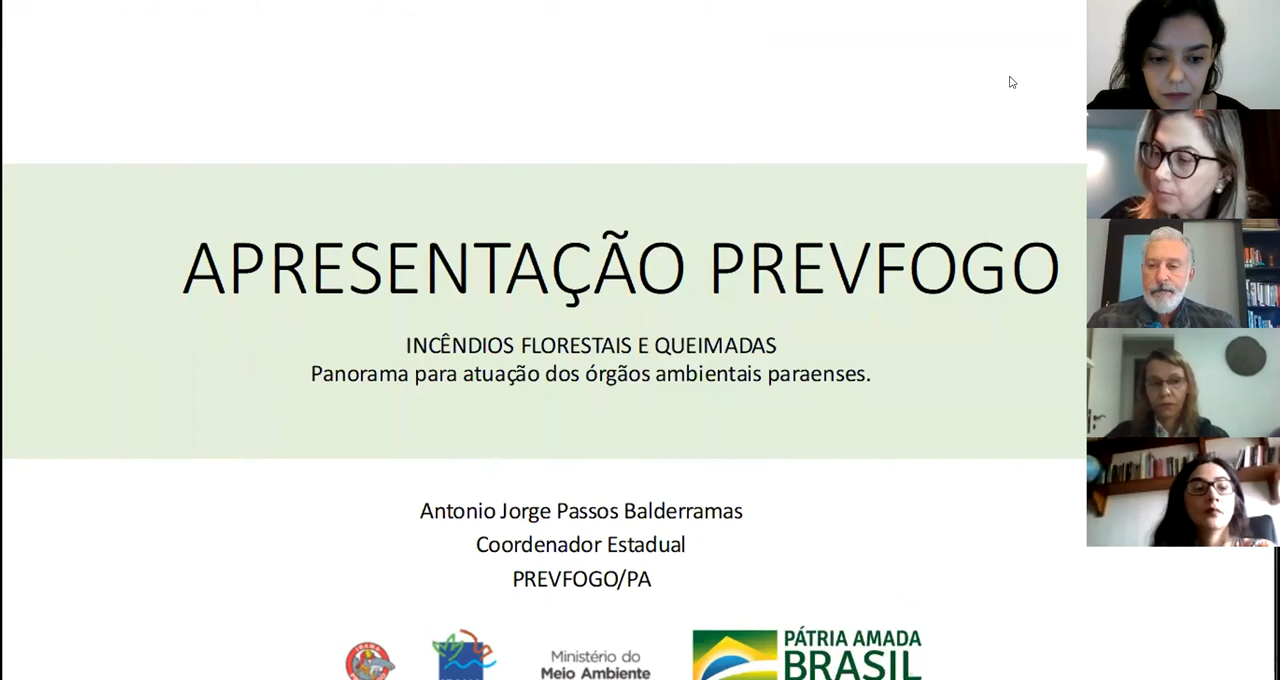 APRESENTAÇÃO PREVFOGO
INCÊNDIOS FLORESTAIS E QUEIMADAS
Panorama para atuação dos órgãos ambientais paraenses.
Antonio Jorge Passos Balderramas
Coordenador Estadual
PREVFOGO/PA
Ministério do
Meio Ambiente
PÁTRIA AMADA
BRASIL